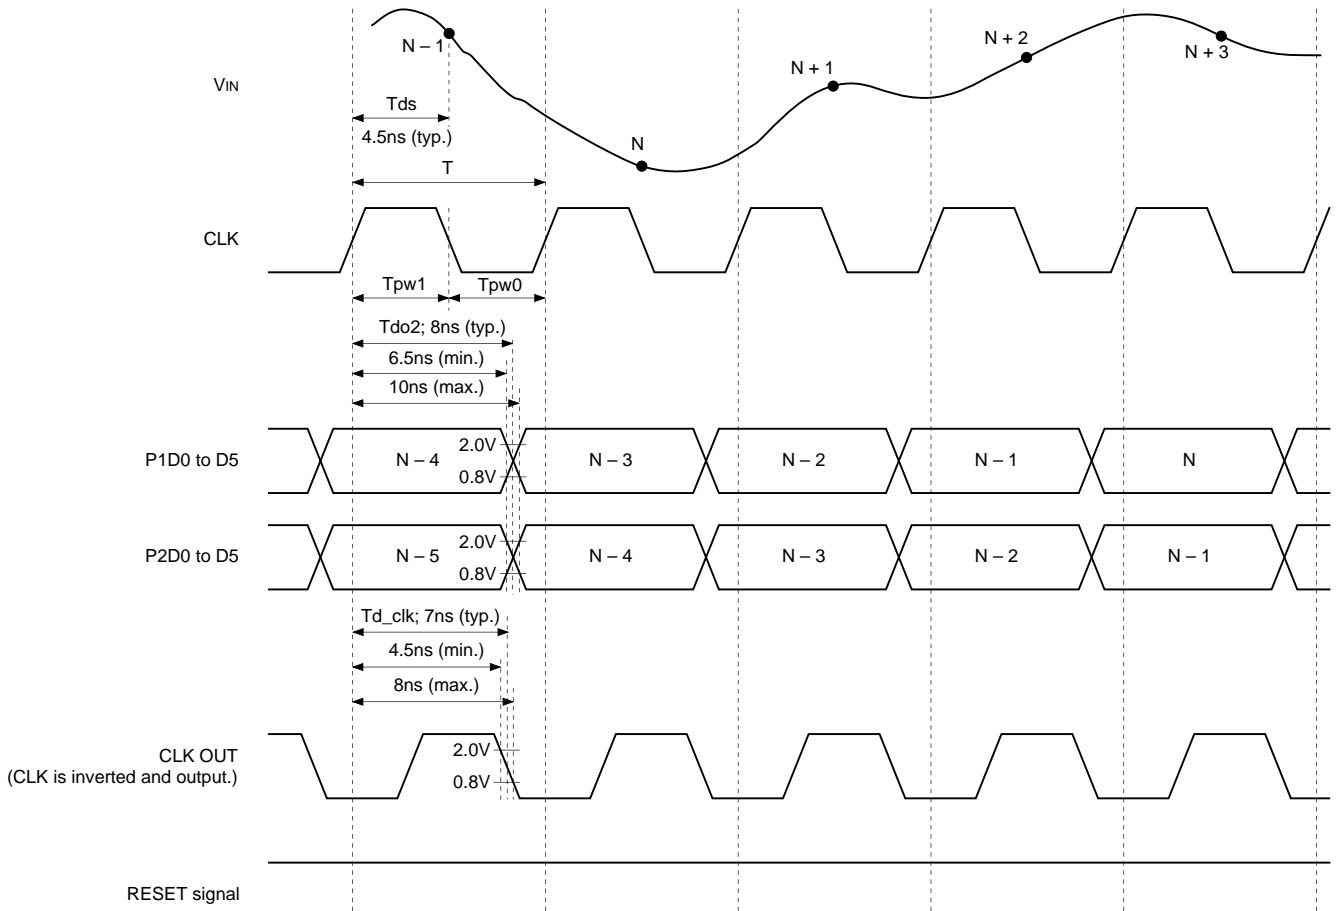 N – 1
N + 2
N + 3
N + 1
VIN
Tds
4.5ns (typ.)
N
T
CLK
Tpw1
Tpw0
Tdo2; 8ns (typ.)
6.5ns (min.)
10ns (max.)
P1D0 to D5
N – 4
2.0V
0.8V
N – 3
N – 2
N – 1
N
P2D0 to D5
N – 5
2.0V
0.8V
N – 4
N – 3
N – 2
N – 1
Td_clk; 7ns (typ.)
4.5ns (min.)
8ns (max.)
CLK OUT
(CLK is inverted and output.)
2.0V
0.8V
RESET signal